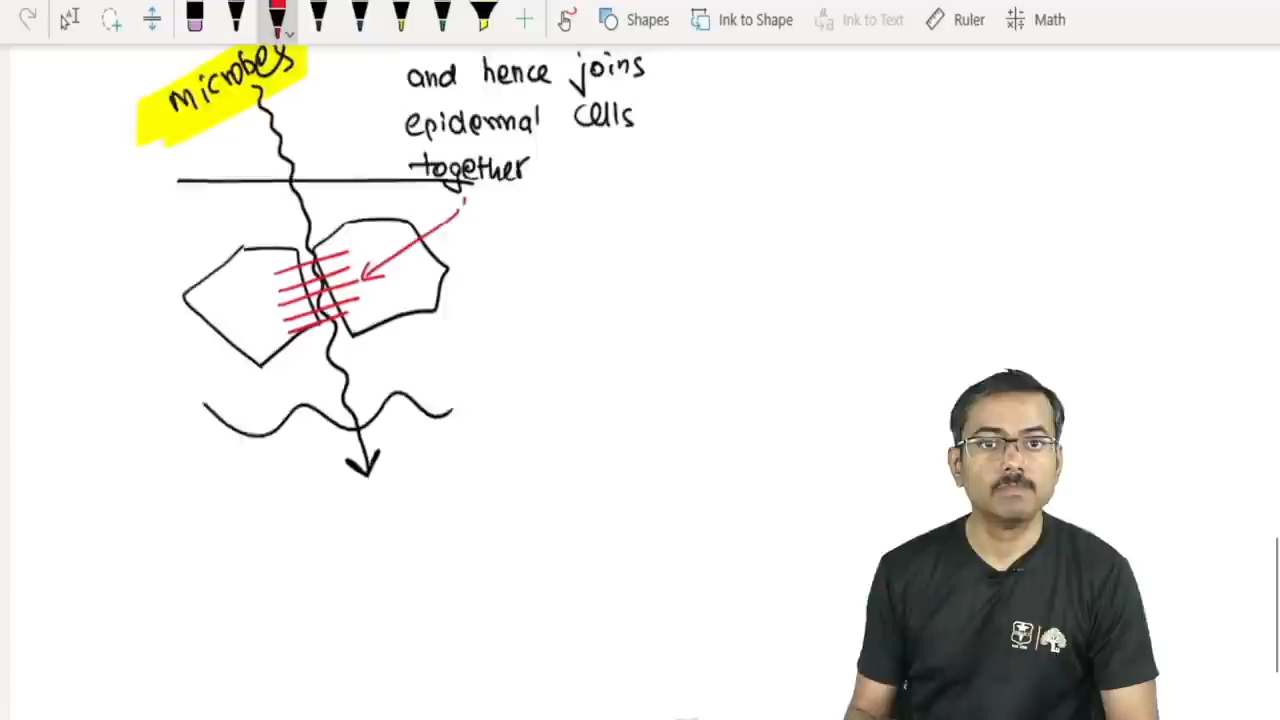 Shapes
Ink to Shape
Ink to Text
Ruler
Math
microbes
and hence joins
epidermal cells
together